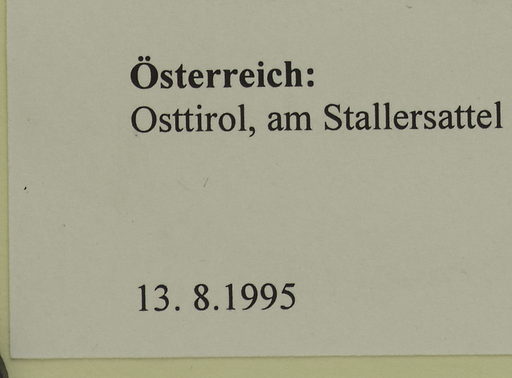 Österreich:
Osttirol, am Stallersattel
13. 8.1995